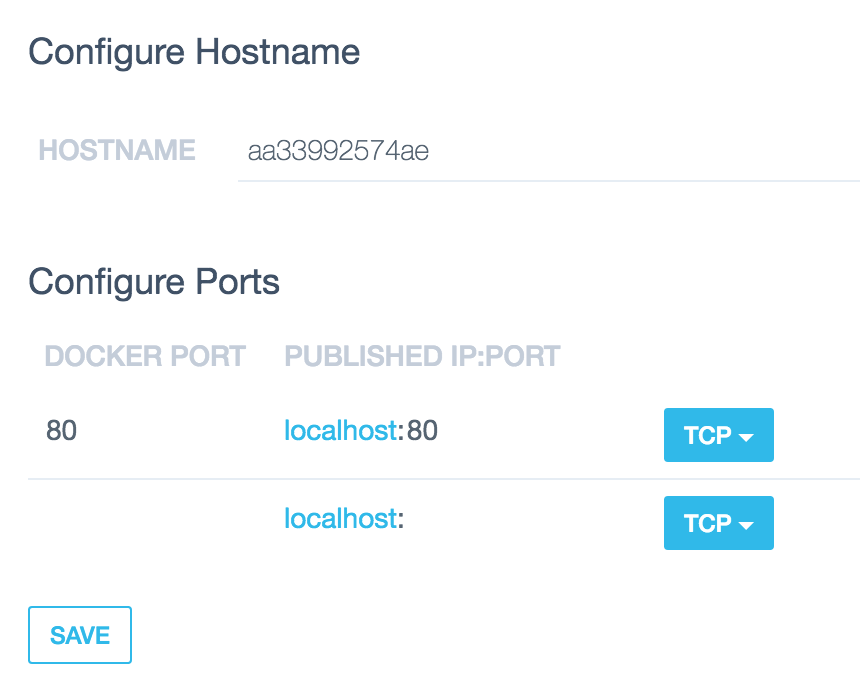 Configure Hostname
HOSTNAME aa33992574ae
Configure Ports
DOCKER PORT PUBLISHED IP:PORT
80 localhost:80 TCP
localhost: TCP
SAVE